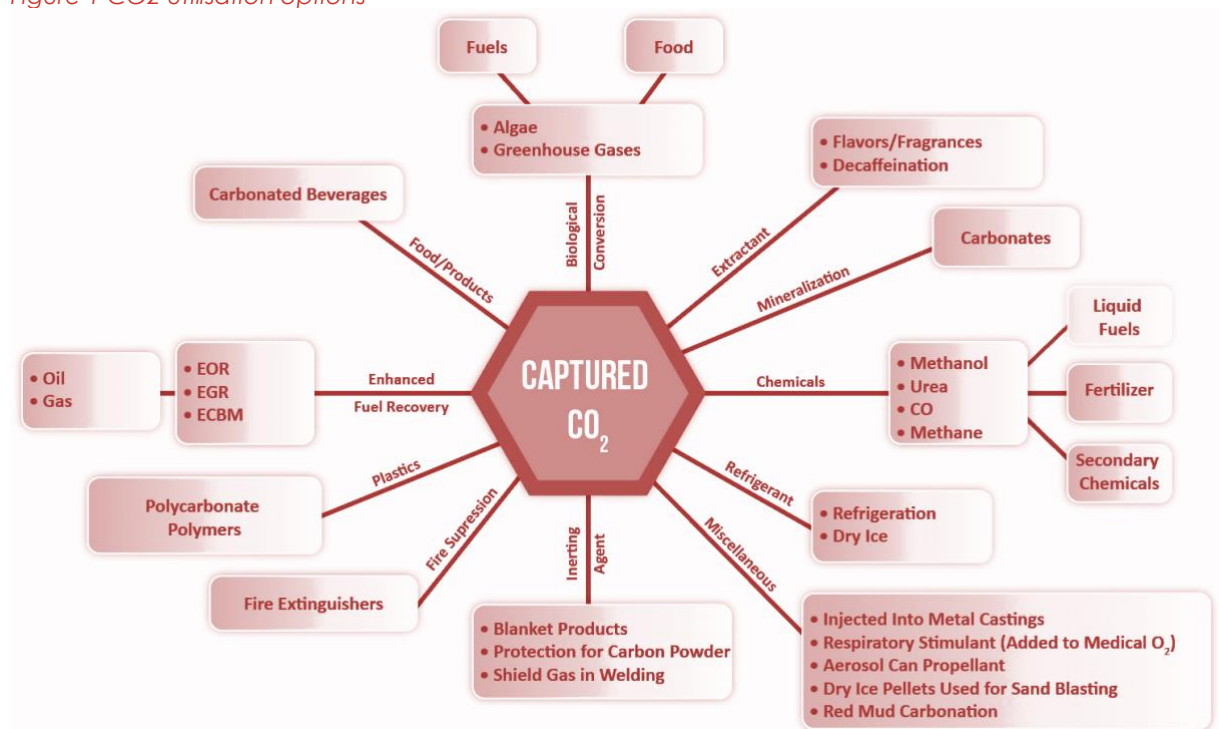 Figure 1 CO2 Utilisation options
Fuels
Food
• Algae
• Greenhouse Gases
• Flavors/Fragrances
• Decaffeination
Carbonated Beverages
Carbonates
Biological
Conversion
Extractant
Food/Products
Mineralization
Liquid
Fuels
• Oil
• Gas
• EOR
• EGR
• ECBM
Enhanced
Fuel Recovery
CAPTURED
CO₂
Chemicals
• Methanol
• Urea
• CO
• Methane
Fertilizer
Secondary
Chemicals
Plastics
Polycarbonate
Polymers
Fire Supression
Fire Extinguishers
Inerting
Agent
• Blanket Products
• Protection for Carbon Powder
• Shield Gas in Welding
Refrigerant
• Refrigeration
• Dry Ice
Miscellaneous
• Injected Into Metal Castings
• Respiratory Stimulant (Added to Medical O₂)
• Aerosol Can Propellant
• Dry Ice Pellets Used for Sand Blasting
• Red Mud Carbonation